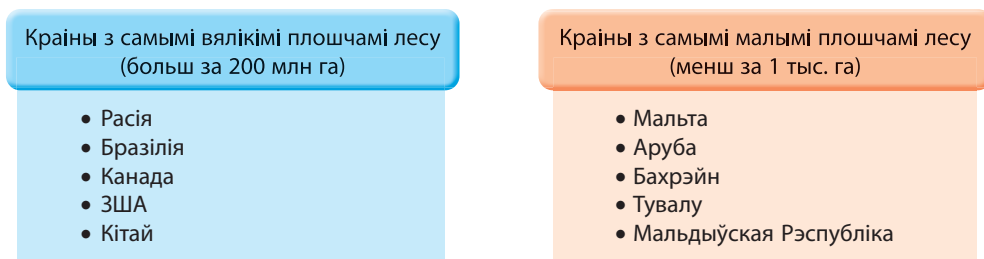 Краіны з самымі вялікімі плошчамі лесу
(больш за 200 млн га)
• Расія
• Бразілія
• Канада
• ЗША
• Кітай
Краіны з самымі малымі плошчамі лесу
(менш за 1 тыс. га)
• Мальта
• Аруба
• Бахрэйн
• Тувалу
• Мальдыўская Рэспубліка